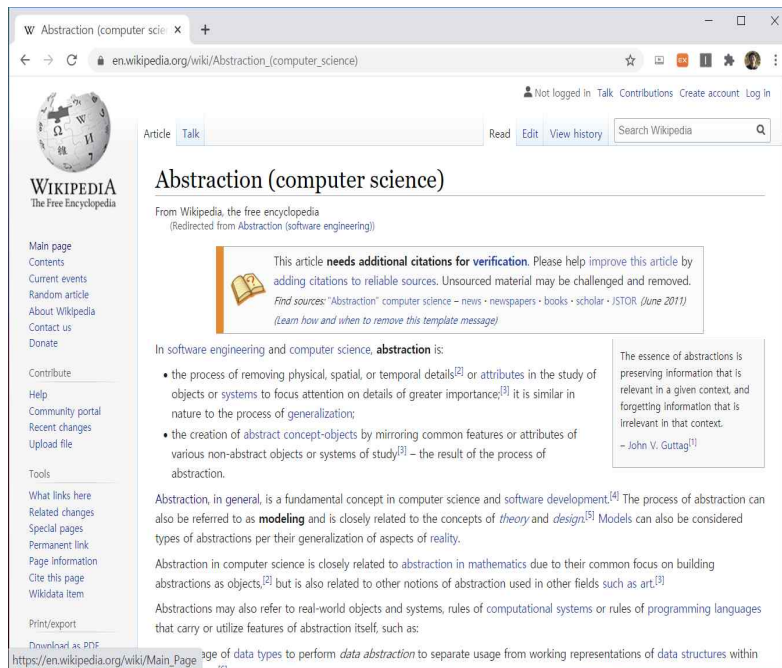 Abstraction (computer scie
en.wikipedia.org/wiki/Abstraction_(computer_science)
Not logged in Talk Contributions Create account Log in
Article Talk Read Edit View history Search Wikipedia
WIKIPEDIA
The Free Encyclopedia
Main page
Contents
Current events
Random article
About Wikipedia
Contact us
Donate
Contribute
Help
Community portal
Recent changes
Upload file
Tools
What links here
Related changes
Special pages
Permanent link
Page information
Cite this page
Wikidata item
Print/export
Download as PDF
https://en.wikipedia.org/wiki/Main_Page
Abstraction (computer science)
From Wikipedia, the free encyclopedia
(Redirected from Abstraction (software engineering))
This article needs additional citations for verification. Please help improve this article by
adding citations to reliable sources. Unsourced material may be challenged and removed.
Find sources: "Abstraction" computer science – news · newspapers · books · scholar · JSTOR (June 2011)
(Learn how and when to remove this template message)
In software engineering and computer science, abstraction is:
• the process of removing physical, spatial, or temporal details[2] or attributes in the study of
objects or systems to focus attention on details of greater importance;[3] it is similar in
nature to the process of generalization;
• the creation of abstract concept-objects by mirroring common features or attributes of
various non-abstract objects or systems of study[3] – the result of the process of
abstraction.
The essence of abstractions is
preserving information that is
relevant in a given context, and
forgetting information that is
irrelevant in that context.
– John V. Guttag[1]
Abstraction, in general, is a fundamental concept in computer science and software development.[4] The process of abstraction can
also be referred to as modeling and is closely related to the concepts of theory and design.[5] Models can also be considered
types of abstractions per their generalization of aspects of reality.
Abstraction in computer science is closely related to abstraction in mathematics due to their common focus on building
abstractions as objects,[2] but is also related to other notions of abstraction used in other fields such as art.[3]
Abstractions may also refer to real-world objects and systems, rules of computational systems or rules of programming languages
that carry or utilize features of abstraction itself, such as:
age of data types to perform data abstraction to separate usage from working representations of data structures within